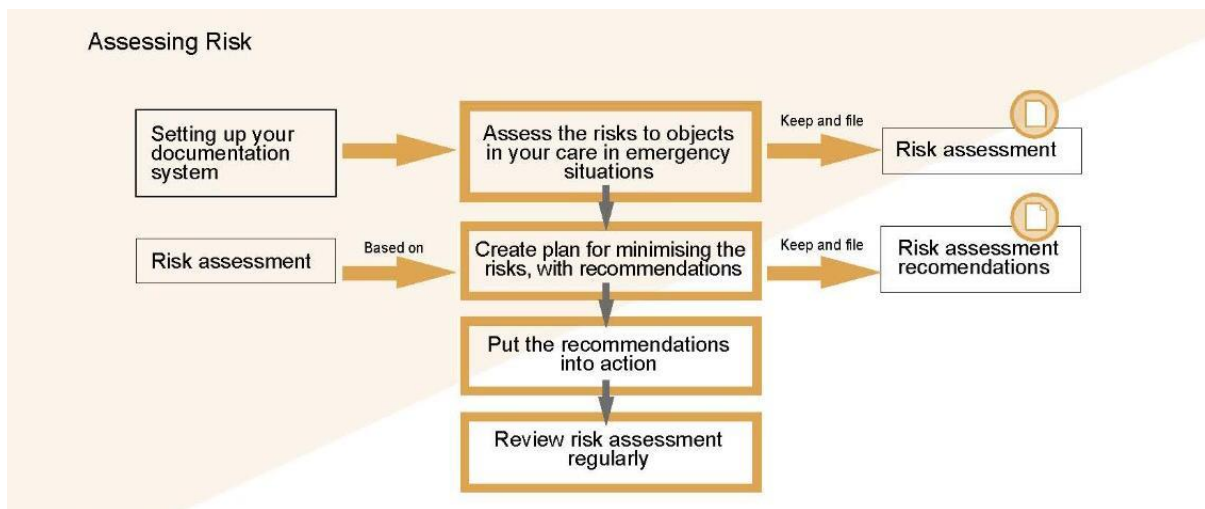 Assessing Risk
Setting up your
documentation
system
Assess the risks to objects
in your care in emergency
situations
Keep and file
Risk assessment
Risk assessment
Based on
Create plan for minimising the
risks, with recommendations
Keep and file
Risk assessment
recomendations
Put the recommendations
into action
Review risk assessment
regularly